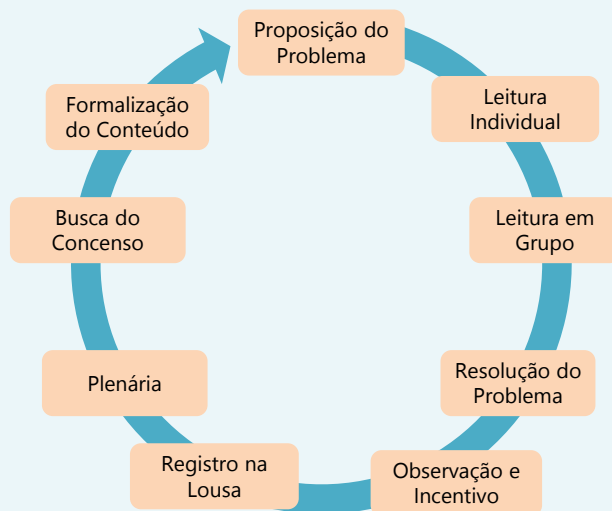 Proposição do
Problema
Leitura
Individual
Leitura em
Grupo
Resolução do
Problema
Observação e
Incentivo
Registro na
Lousa
Plenária
Busca do
Concenso
Formalização
do Conteúdo